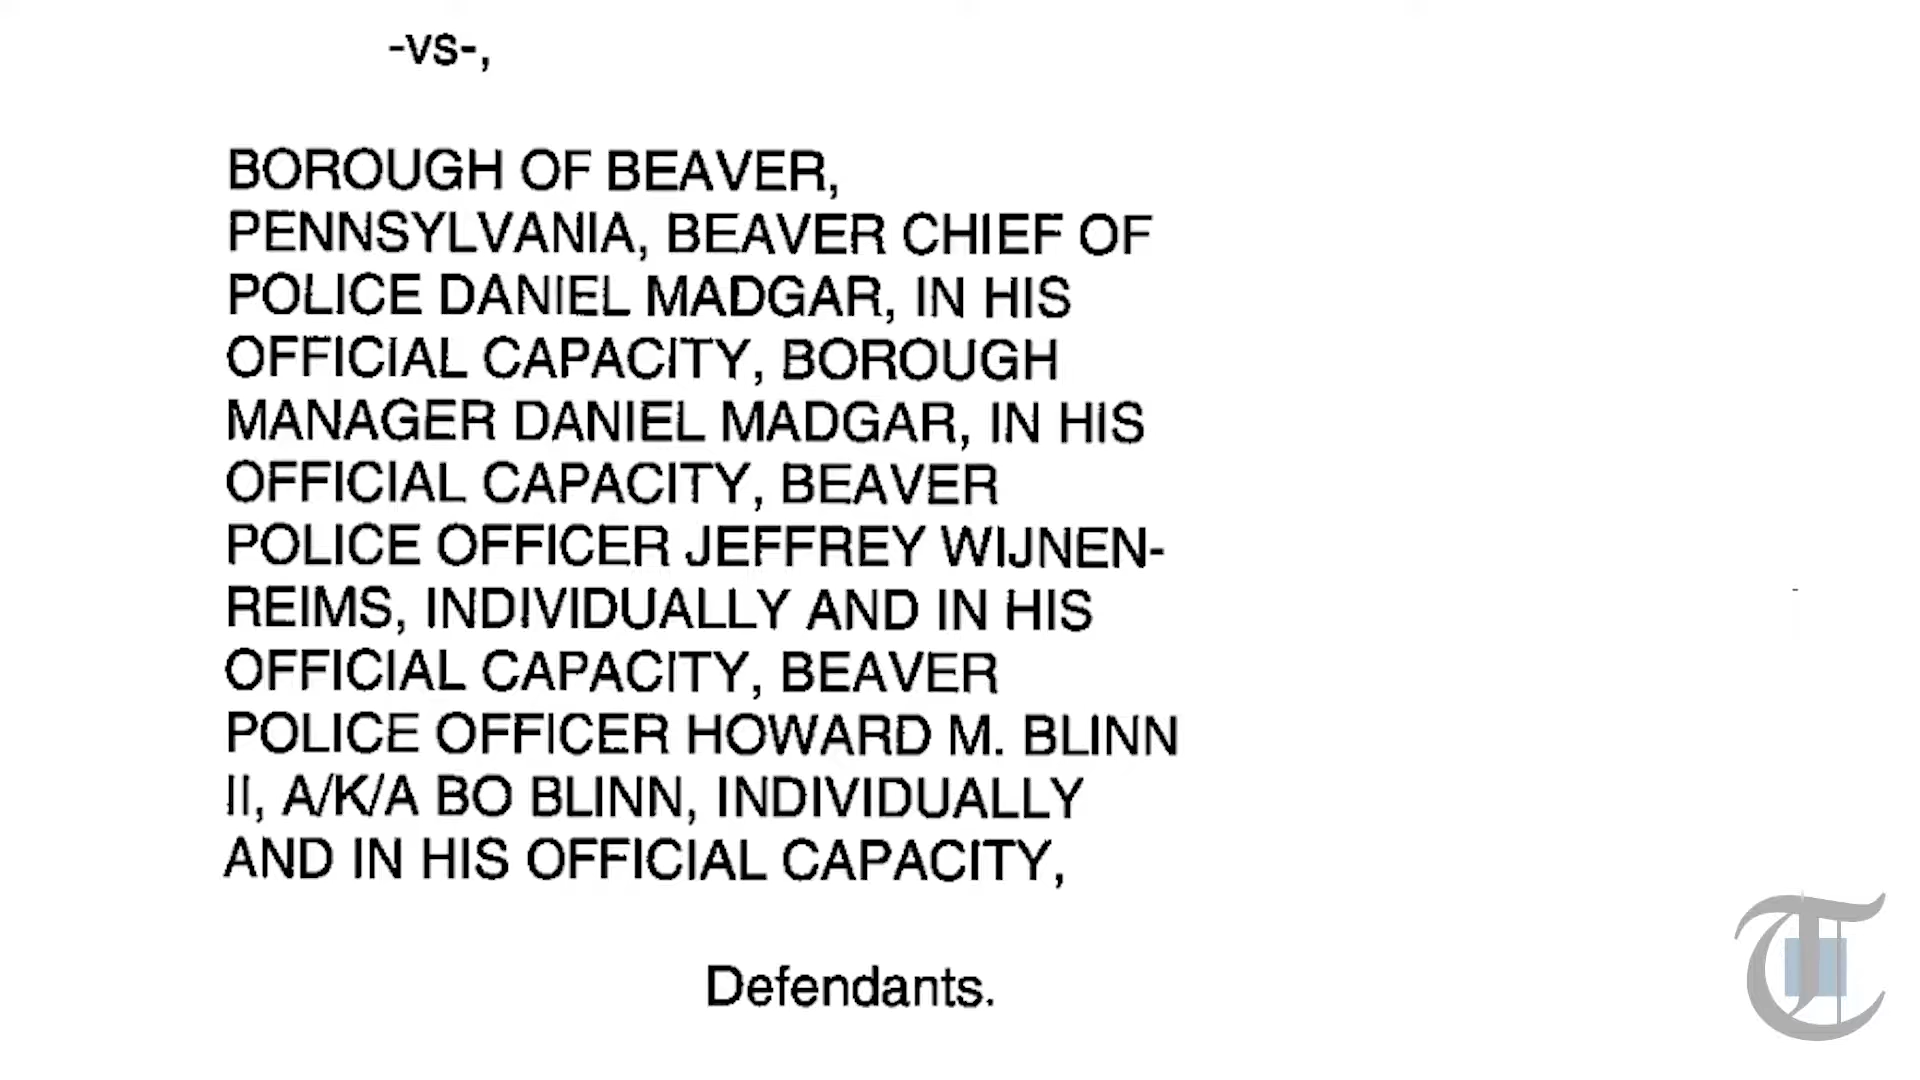 -vs-,
BOROUGH OF BEAVER,
PENNSYLVANIA, BEAVER CHIEF OF
POLICE DANIEL MADGAR, IN HIS
OFFICIAL CAPACITY, BOROUGH
MANAGER DANIEL MADGAR, IN HIS
OFFICIAL CAPACITY, BEAVER
POLICE OFFICER JEFFREY WIJNEN-
REIMS, INDIVIDUALLY AND IN HIS
OFFICIAL CAPACITY, BEAVER
POLICE OFFICER HOWARD M. BLINN
II, A/K/A BO BLINN, INDIVIDUALLY
AND IN HIS OFFICIAL CAPACITY,
Defendants.
T